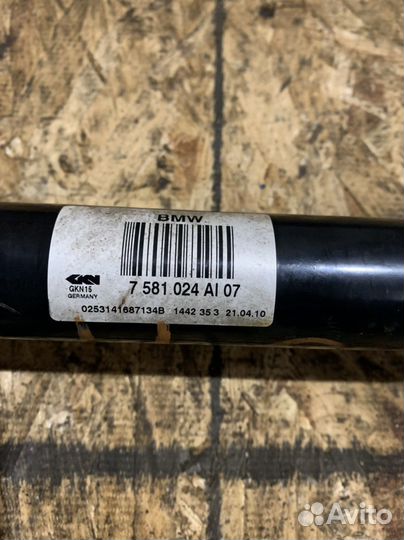 BMW
7 581 024 AI 07
GKN
GKN15
GERMANY
0253141687134B 1442 35 3 21.04.10
Avito